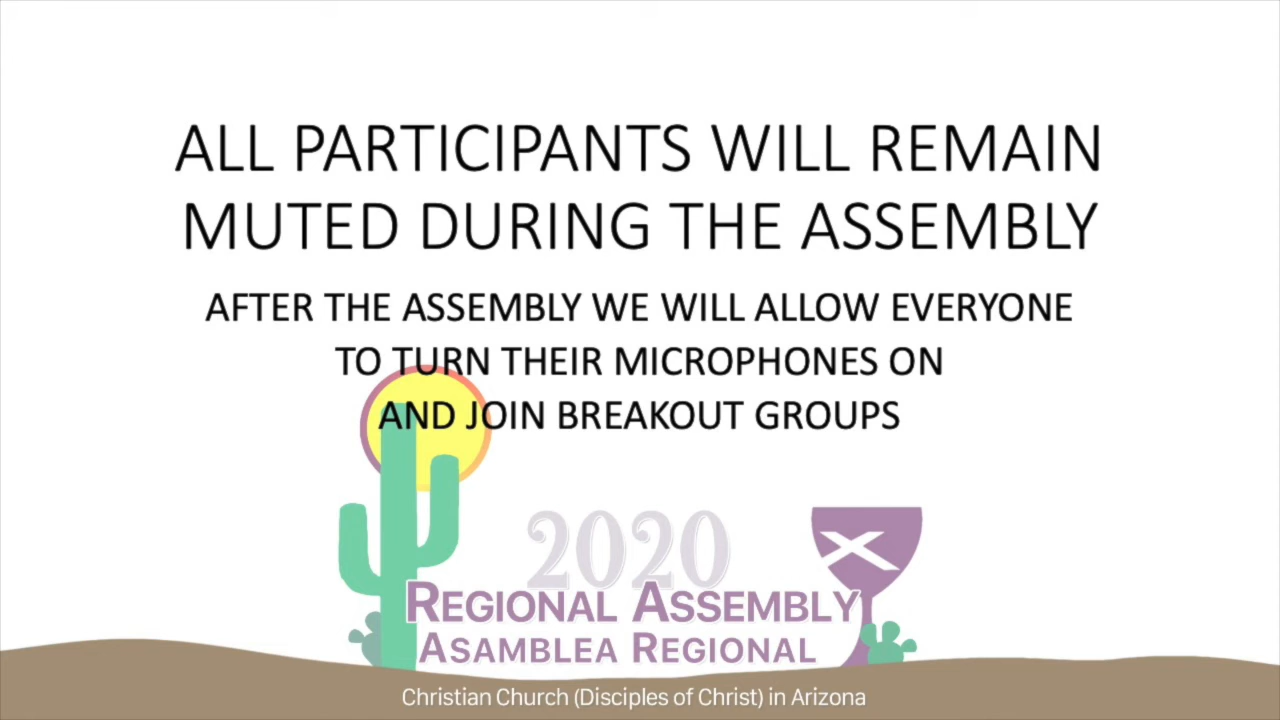 ALL PARTICIPANTS WILL REMAIN
MUTED DURING THE ASSEMBLY
AFTER THE ASSEMBLY WE WILL ALLOW EVERYONE
TO TURN THEIR MICROPHONES ON
AND JOIN BREAKOUT GROUPS
2020
REGIONAL ASSEMBLY
ASAMBLEA REGIONAL
Christian Church (Disciples of Christ) in Arizona